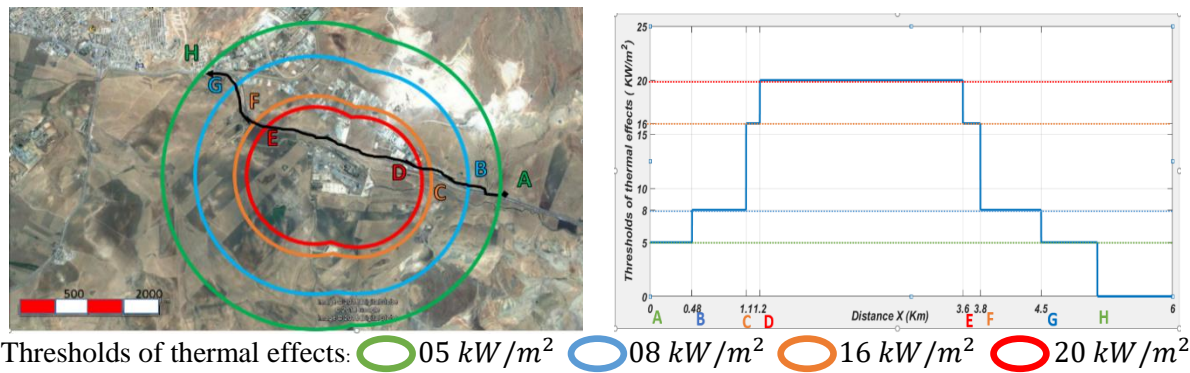 H
G
F
E
D
C
B
A
500 2000
Thresholds of thermal effects ( KW/m²)
25
20
16
15
8
5
0
0 0.48 1.1 1.2 3.6 3.8 4.5 6
A B C D Distance X (Km) E F G H
Thresholds of thermal effects: 05 kW/m² 08 kW/m² 16 kW/m² 20 kW/m²